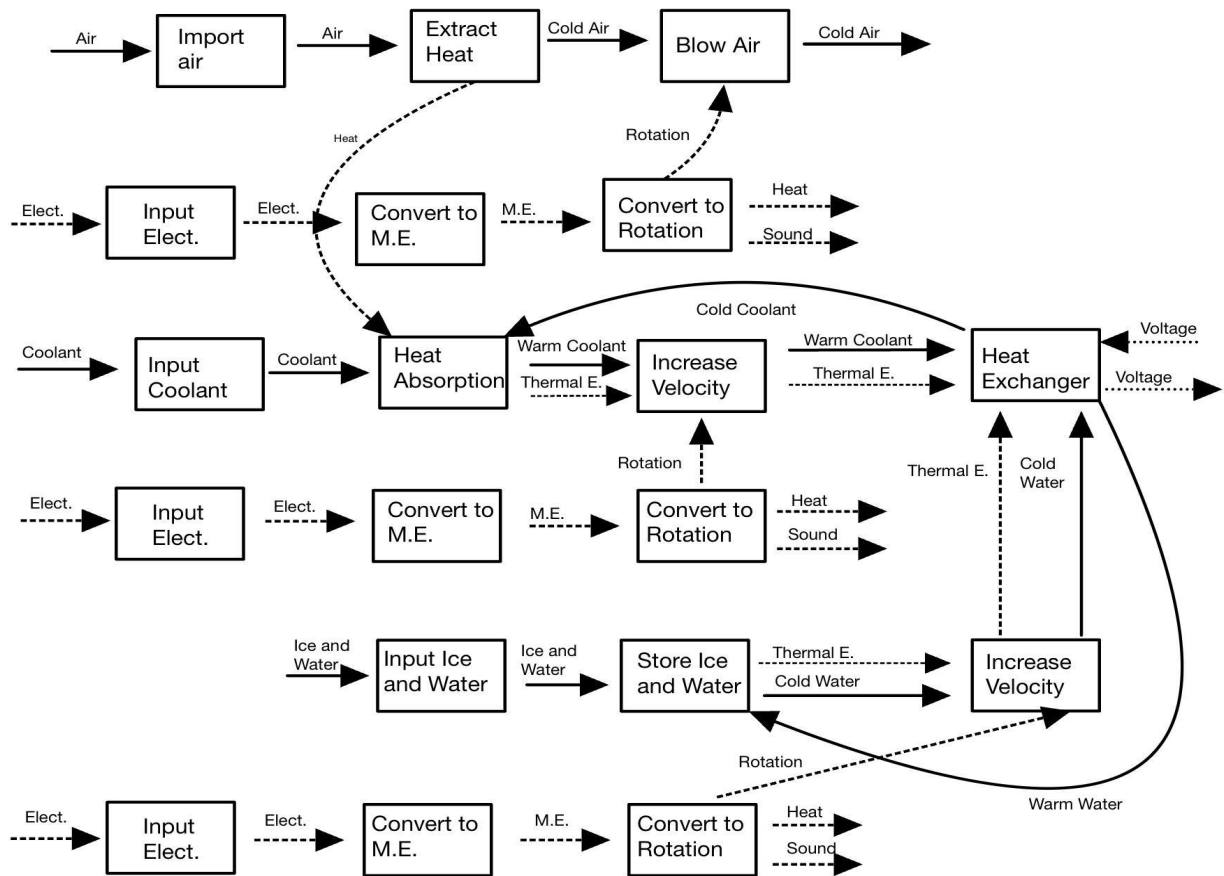 Air
Import
air
Air
Extract
Heat
Cold Air
Blow Air
Cold Air
Heat
Rotation
Elect.
Input
Elect.
Elect.
Convert to
M.E.
M.E.
Convert to
Rotation
Heat
Sound
Cold Coolant
Coolant
Input
Coolant
Coolant
Heat
Absorption
Warm Coolant
Thermal E.
Increase
Velocity
Warm Coolant
Thermal E.
Heat
Exchanger
Voltage
Voltage
Rotation
Thermal E.
Cold
Water
Elect.
Input
Elect.
Elect.
Convert to
M.E.
M.E.
Convert to
Rotation
Heat
Sound
Ice and
Water
Input Ice
and Water
Ice and
Water
Store Ice
and Water
Thermal E.
Cold Water
Increase
Velocity
Rotation
Warm Water
Elect.
Input
Elect.
Elect.
Convert to
M.E.
M.E.
Convert to
Rotation
Heat
Sound